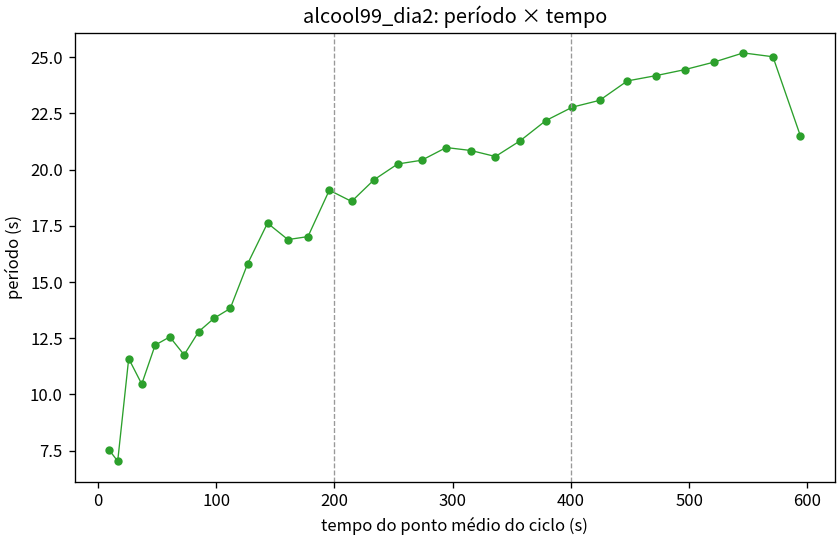 alcool99_dia2: período × tempo
período (s)
25.0
22.5
20.0
17.5
15.0
12.5
10.0
7.5
0 100 200 300 400 500 600
tempo do ponto médio do ciclo (s)